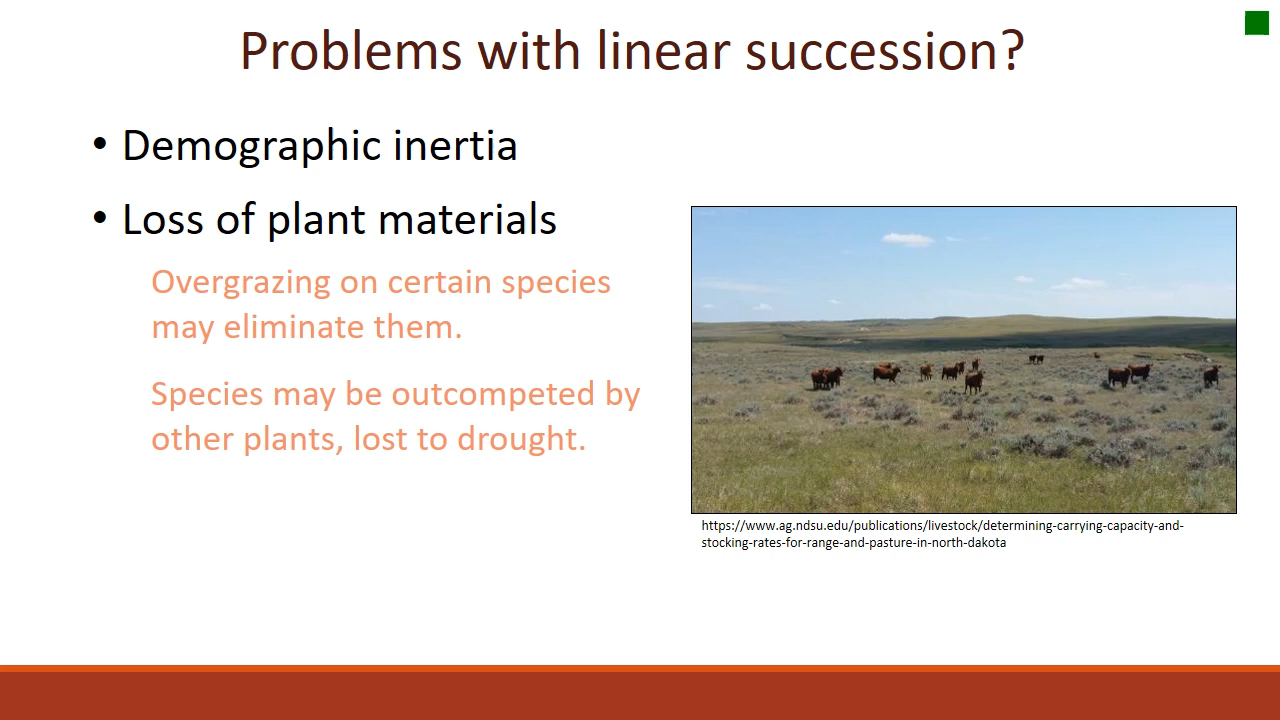 Problems with linear succession?
• Demographic inertia
• Loss of plant materials
Overgrazing on certain species
may eliminate them.
Species may be outcompeted by
other plants, lost to drought.
https://www.ag.ndsu.edu/publications/livestock/determining-carrying-capacity-and-
stocking-rates-for-range-and-pasture-in-north-dakota